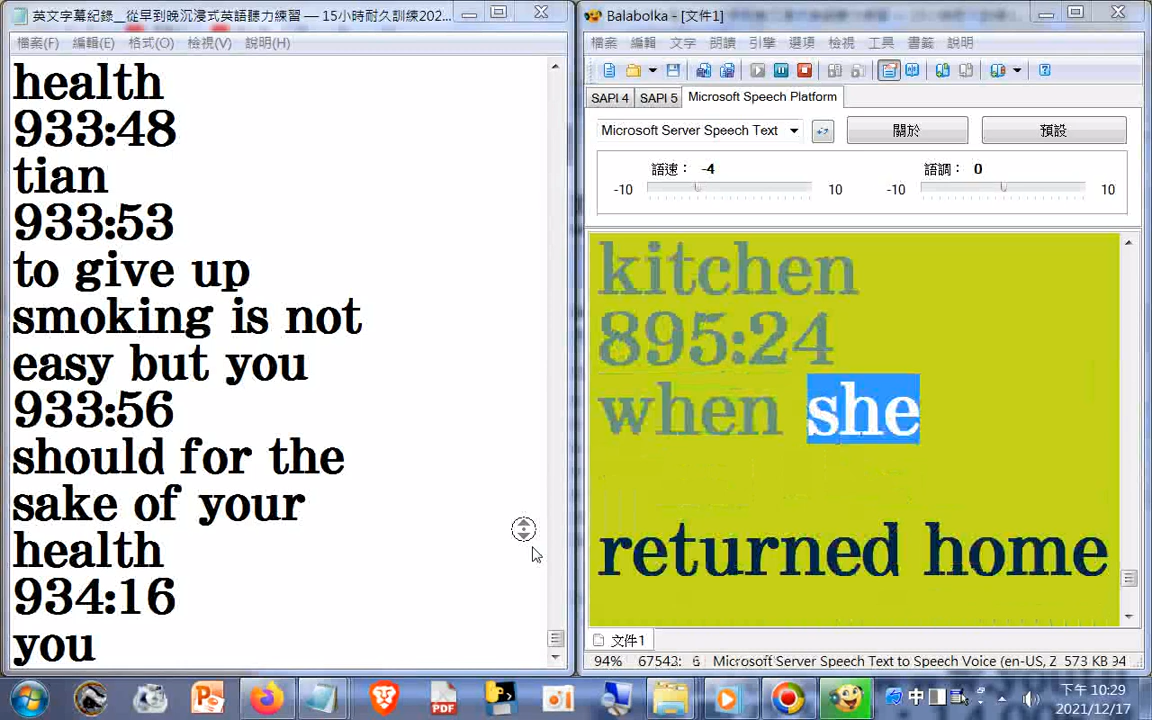 英文字幕紀錄__從早到晚沉浸式英語聽力練習 — 15小時耐久訓練202...
檔案(F) 編輯(E) 格式(O) 檢視(V) 說明(H)
health
933:48
tian
933:53
to give up
smoking is not
easy but you
933:56
should for the
sake of your
health
934:16
you
Balabolka - [文件1]
檔案 編輯 文字 朗讀 引擎 選項 檢視 工具 書籤 說明
SAPI 4 SAPI 5 Microsoft Speech Platform
Microsoft Server Speech Text 關於 預設
語速： -4 語調： 0
-10 10 -10 10
kitchen
895:24
when she
returned home
文件1
94% 67542: 6 Microsoft Server Speech Text to Speech Voice (en-US, Z 573 KB 94
中 下午 10:29
2021/12/17